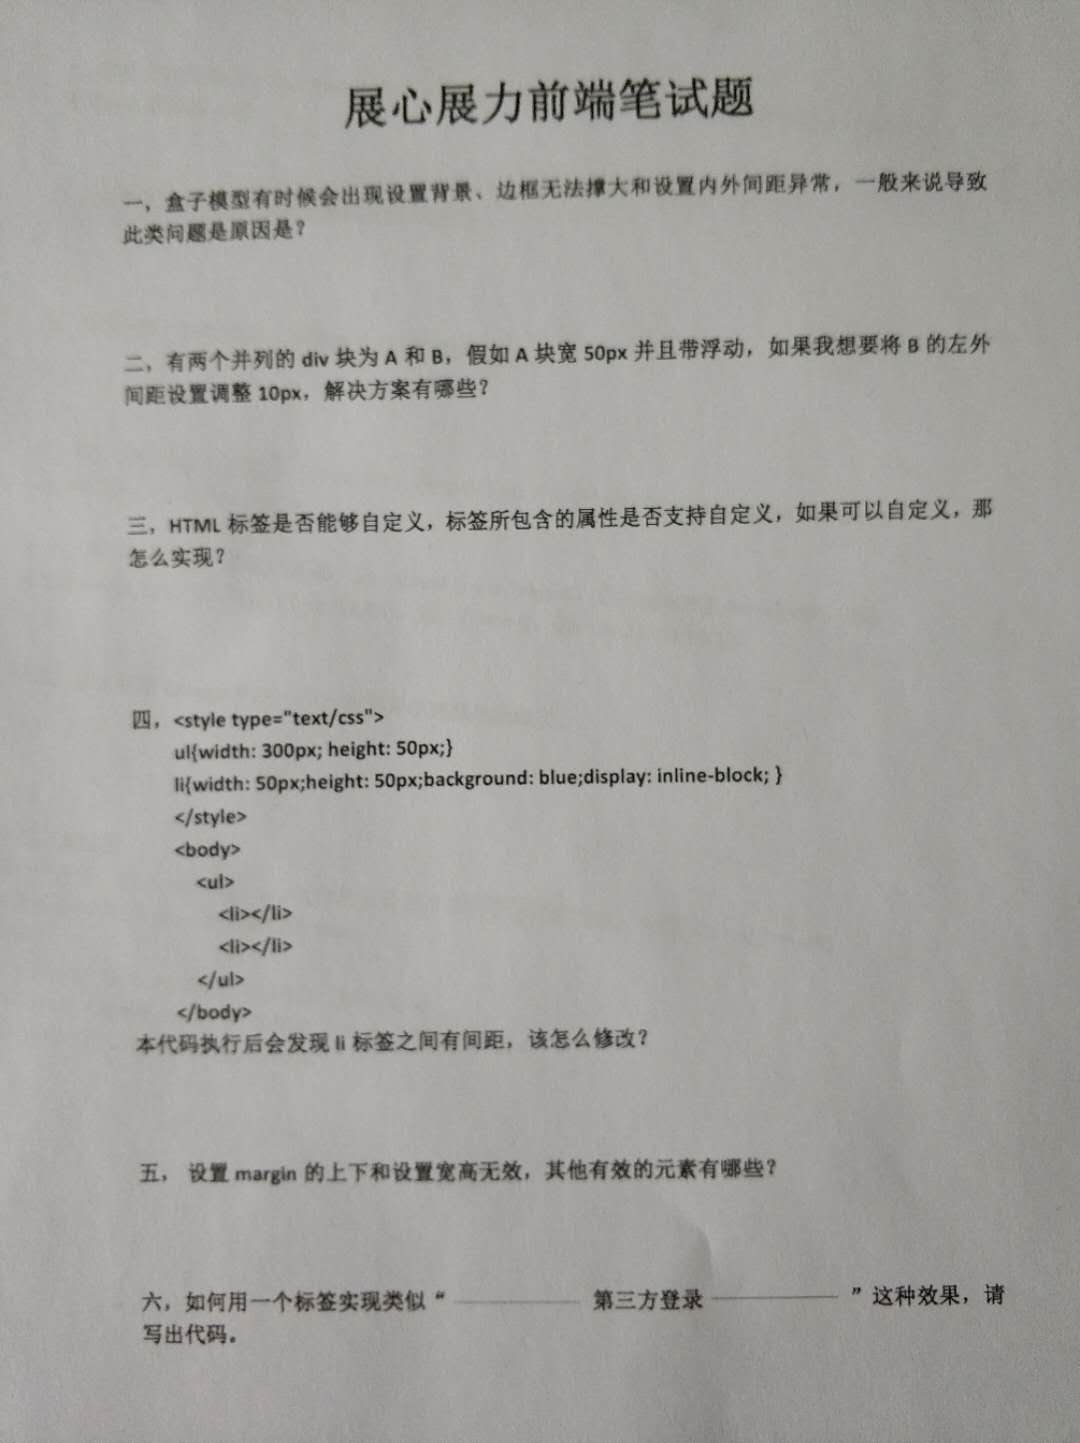 展心展力前端笔试题
一，盒子模型有时候会出现设置背景、边框无法撑大和设置内外间距异常，一般来说导致
此类问题是原因是？
二，有两个并列的 div 块为 A 和 B，假如 A 块宽 50px 并且带浮动，如果我想要将 B 的左外
间距设置调整 10px，解决方案有哪些？
三，HTML 标签是否能够自定义，标签所包含的属性是否支持自定义，如果可以自定义，那
怎么实现？
四，<style type="text/css">
ul{width: 300px; height: 50px;}
li{width: 50px;height: 50px;background: blue;display: inline-block; }
</style>
<body>
<ul>
<li></li>
<li></li>
</ul>
</body>
本代码执行后会发现 li 标签之间有间距，该怎么修改？
五， 设置 margin 的上下和设置宽高无效，其他有效的元素有哪些？
六，如何用一个标签实现类似“ ———— 第三方登录 ———— ”这种效果，请
写出代码。